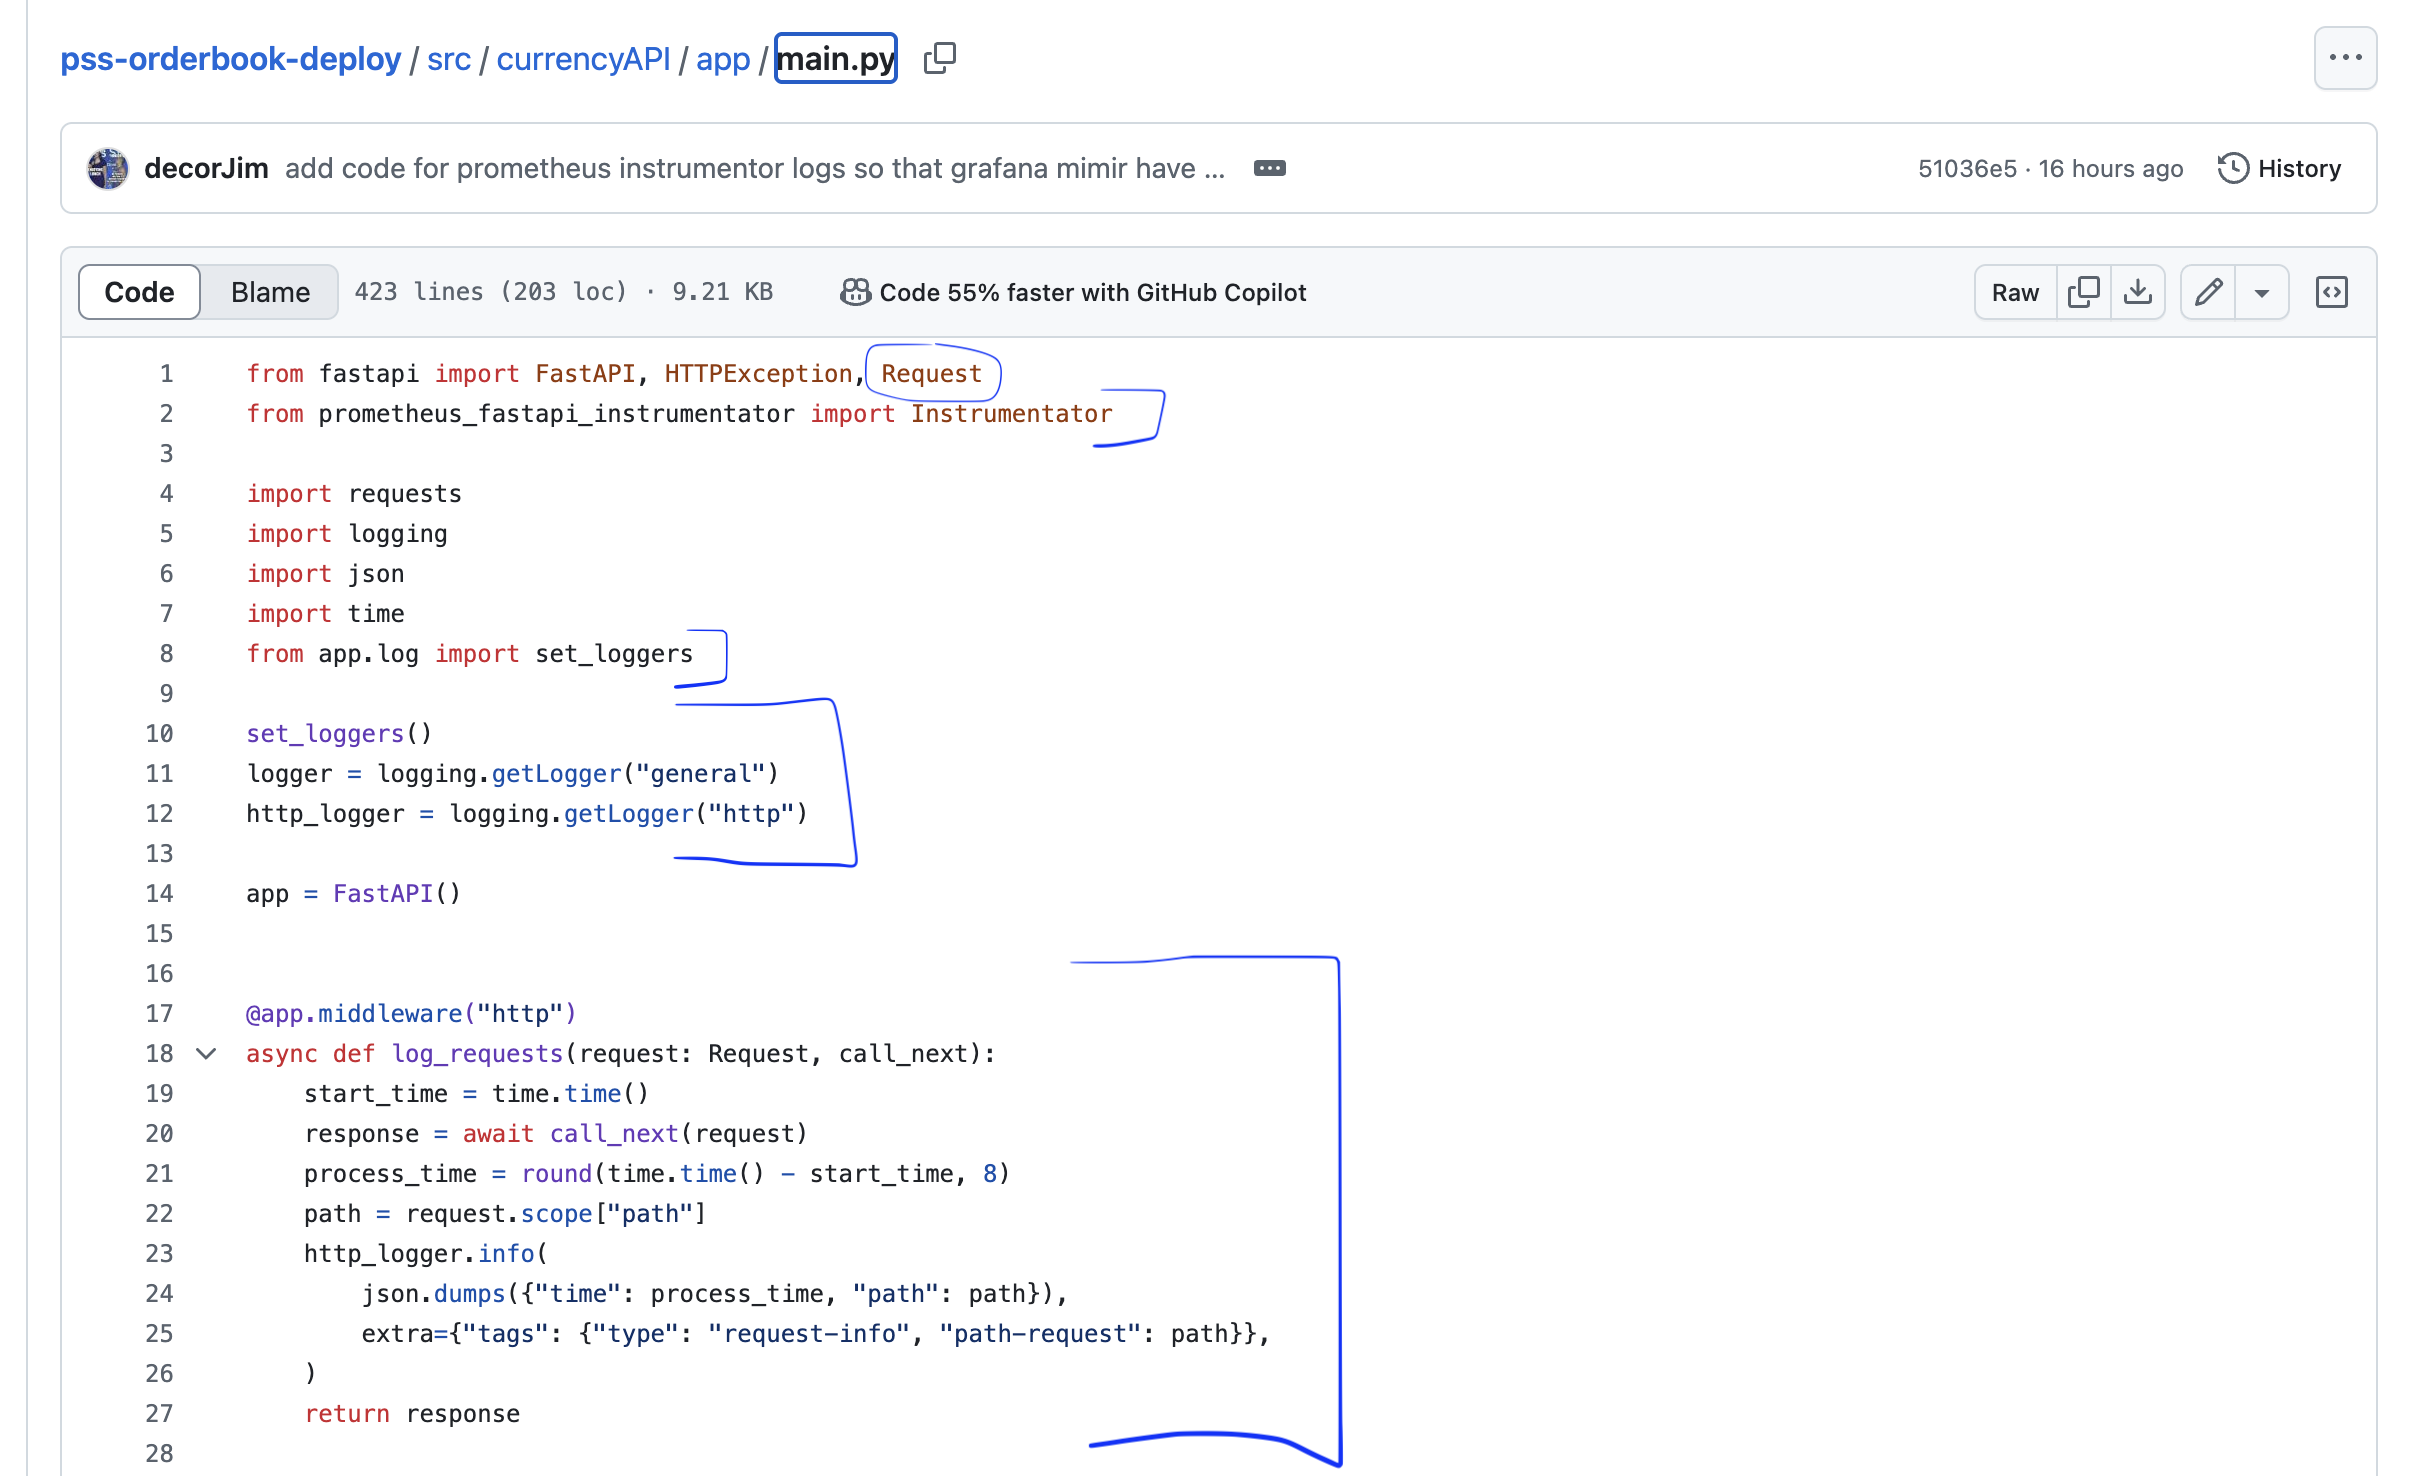 pss-orderbook-deploy / src / currencyAPI / app / main.py
decorJim add code for prometheus instrumentor logs so that grafana mimir have ... 51036e5 · 16 hours ago History
Code Blame 423 lines (203 loc) · 9.21 KB Code 55% faster with GitHub Copilot Raw
1 from fastapi import FastAPI, HTTPException, Request
2 from prometheus_fastapi_instrumentator import Instrumentator
3
4 import requests
5 import logging
6 import json
7 import time
8 from app.log import set_loggers
9
10 set_loggers()
11 logger = logging.getLogger("general")
12 http_logger = logging.getLogger("http")
13
14 app = FastAPI()
15
16
17 @app.middleware("http")
18 async def log_requests(request: Request, call_next):
19     start_time = time.time()
20     response = await call_next(request)
21     process_time = round(time.time() - start_time, 8)
22     path = request.scope["path"]
23     http_logger.info(
24         json.dumps({"time": process_time, "path": path}),
25         extra={"tags": {"type": "request-info", "path-request": path}},
26     )
27     return response
28